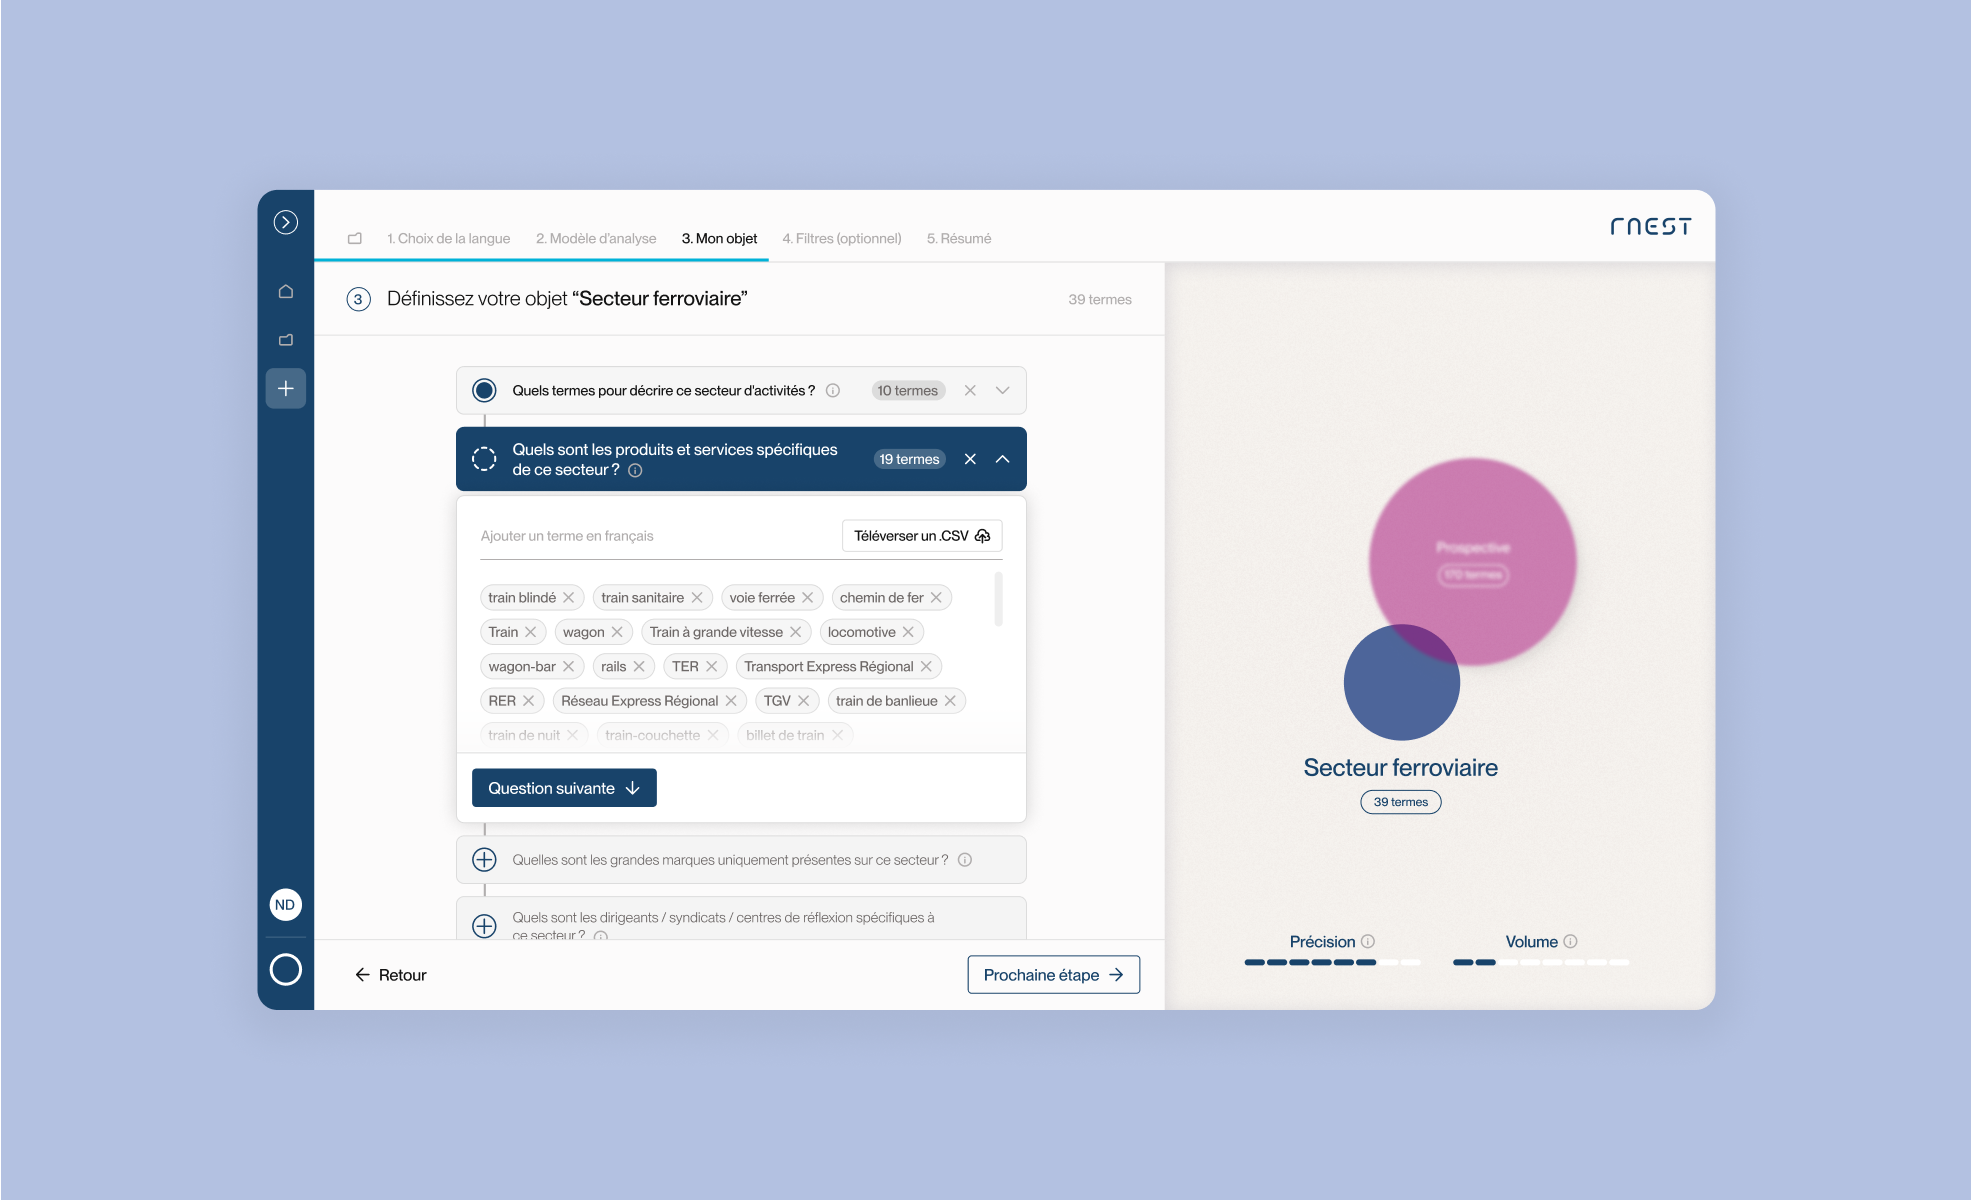 rnest
1. Choix de la langue
2. Modèle d'analyse
3. Mon objet
4. Filtres (optionnel)
5. Résumé
3
Définissez votre objet “Secteur ferroviaire”
39 termes
Quels termes pour décrire ce secteur d'activités ?
10 termes
Quels sont les produits et services spécifiques
de ce secteur ?
19 termes
Ajouter un terme en français
Téléverser un .CSV
train blindé
train sanitaire
voie ferrée
chemin de fer
Train
wagon
Train à grande vitesse
locomotive
wagon-bar
rails
TER
Transport Express Régional
RER
Réseau Express Régional
TGV
train de banlieue
train de nuit
train-couchette
billet de train
Question suivante
Quelles sont les grandes marques uniquement présentes sur ce secteur ?
Quels sont les dirigeants / syndicats / centres de réflexion spécifiques à
ce secteur ?
ND
Retour
Prochaine étape
Prospective
170 termes
Secteur ferroviaire
39 termes
Précision
Volume